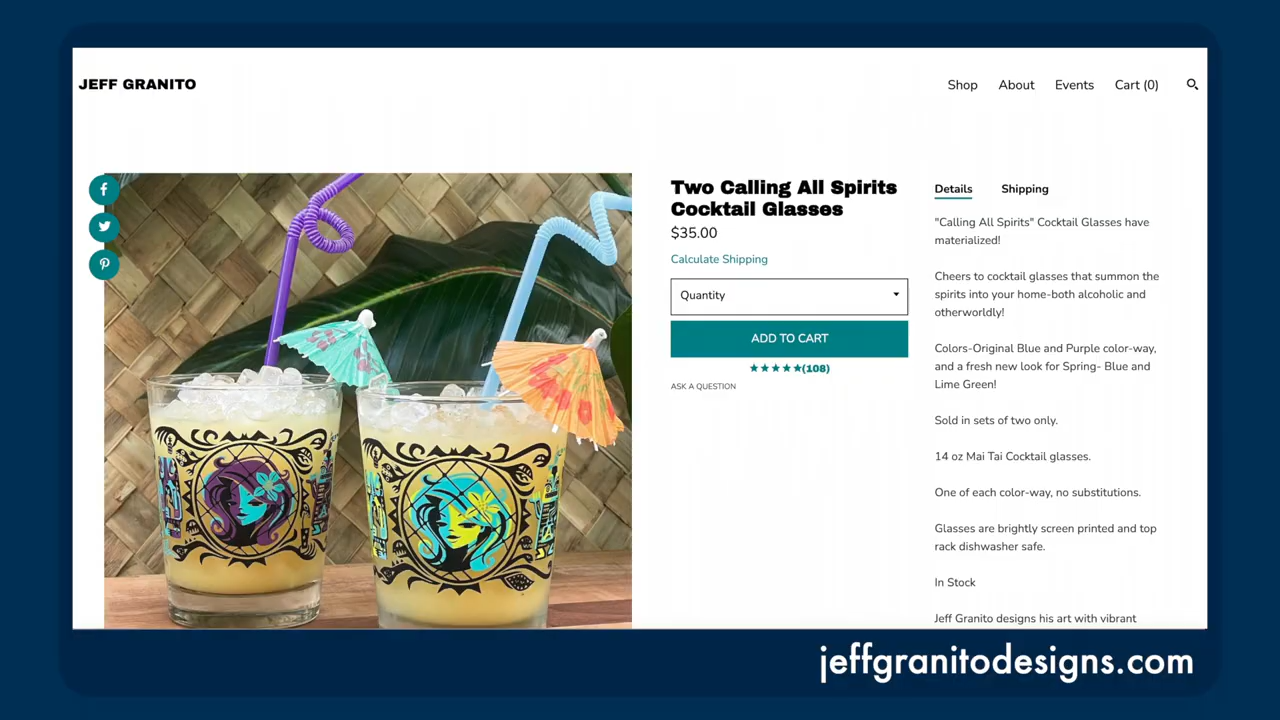 JEFF GRANITO
Shop
About
Events
Cart (0)
Two Calling All Spirits
Cocktail Glasses
$35.00
Calculate Shipping
Quantity
ADD TO CART
(108)
ASK A QUESTION
Details
Shipping
"Calling All Spirits" Cocktail Glasses have
materialized!
Cheers to cocktail glasses that summon the
spirits into your home-both alcoholic and
otherworldly!
Colors-Original Blue and Purple color-way,
and a fresh new look for Spring- Blue and
Lime Green!
Sold in sets of two only.
14 oz Mai Tai Cocktail glasses.
One of each color-way, no substitutions.
Glasses are brightly screen printed and top
rack dishwasher safe.
In Stock
Jeff Granito designs his art with vibrant
jeffgranitodesigns.com